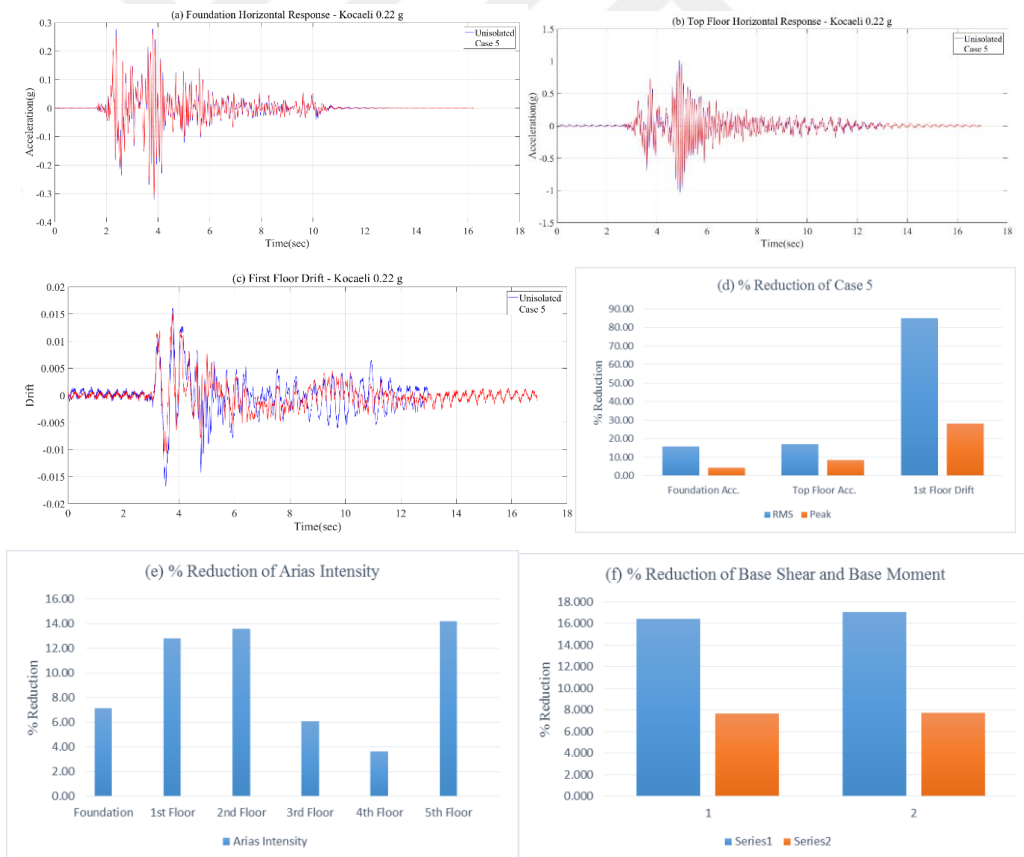 (a) Foundation Horizontal Response - Kocaeli 0.22 g
Unisolated
Case 5
0.3
0.2
0.1
0
-0.1
-0.2
-0.3
-0.4
Acceleration(g)
0 2 4 6 8 10 12 14 16 18
Time(sec)
(b) Top Floor Horizontal Response - Kocaeli 0.22 g
Unisolated
Case 5
1.5
1
0.5
0
-0.5
-1
-1.5
Acceleration(g)
0 2 4 6 8 10 12 14 16 18
Time(sec)
(c) First Floor Drift - Kocaeli 0.22 g
Unisolated
Case 5
0.02
0.015
0.01
0.005
0
-0.005
-0.01
-0.015
-0.02
Drift
0 2 4 6 8 10 12 14 16 18
Time(sec)
(d) % Reduction of Case 5
90.00
80.00
70.00
60.00
50.00
40.00
30.00
20.00
10.00
0.00
% Reduction
Foundation Acc. Top Floor Acc. 1st Floor Drift
RMS Peak
(e) % Reduction of Arias Intensity
16.00
14.00
12.00
10.00
8.00
6.00
4.00
2.00
0.00
% Reduction
Foundation 1st Floor 2nd Floor 3rd Floor 4th Floor 5th Floor
Arias Intensity
(f) % Reduction of Base Shear and Base Moment
18.000
16.000
14.000
12.000
10.000
8.000
6.000
4.000
2.000
0.000
% Reduction
1 2
Series1 Series2